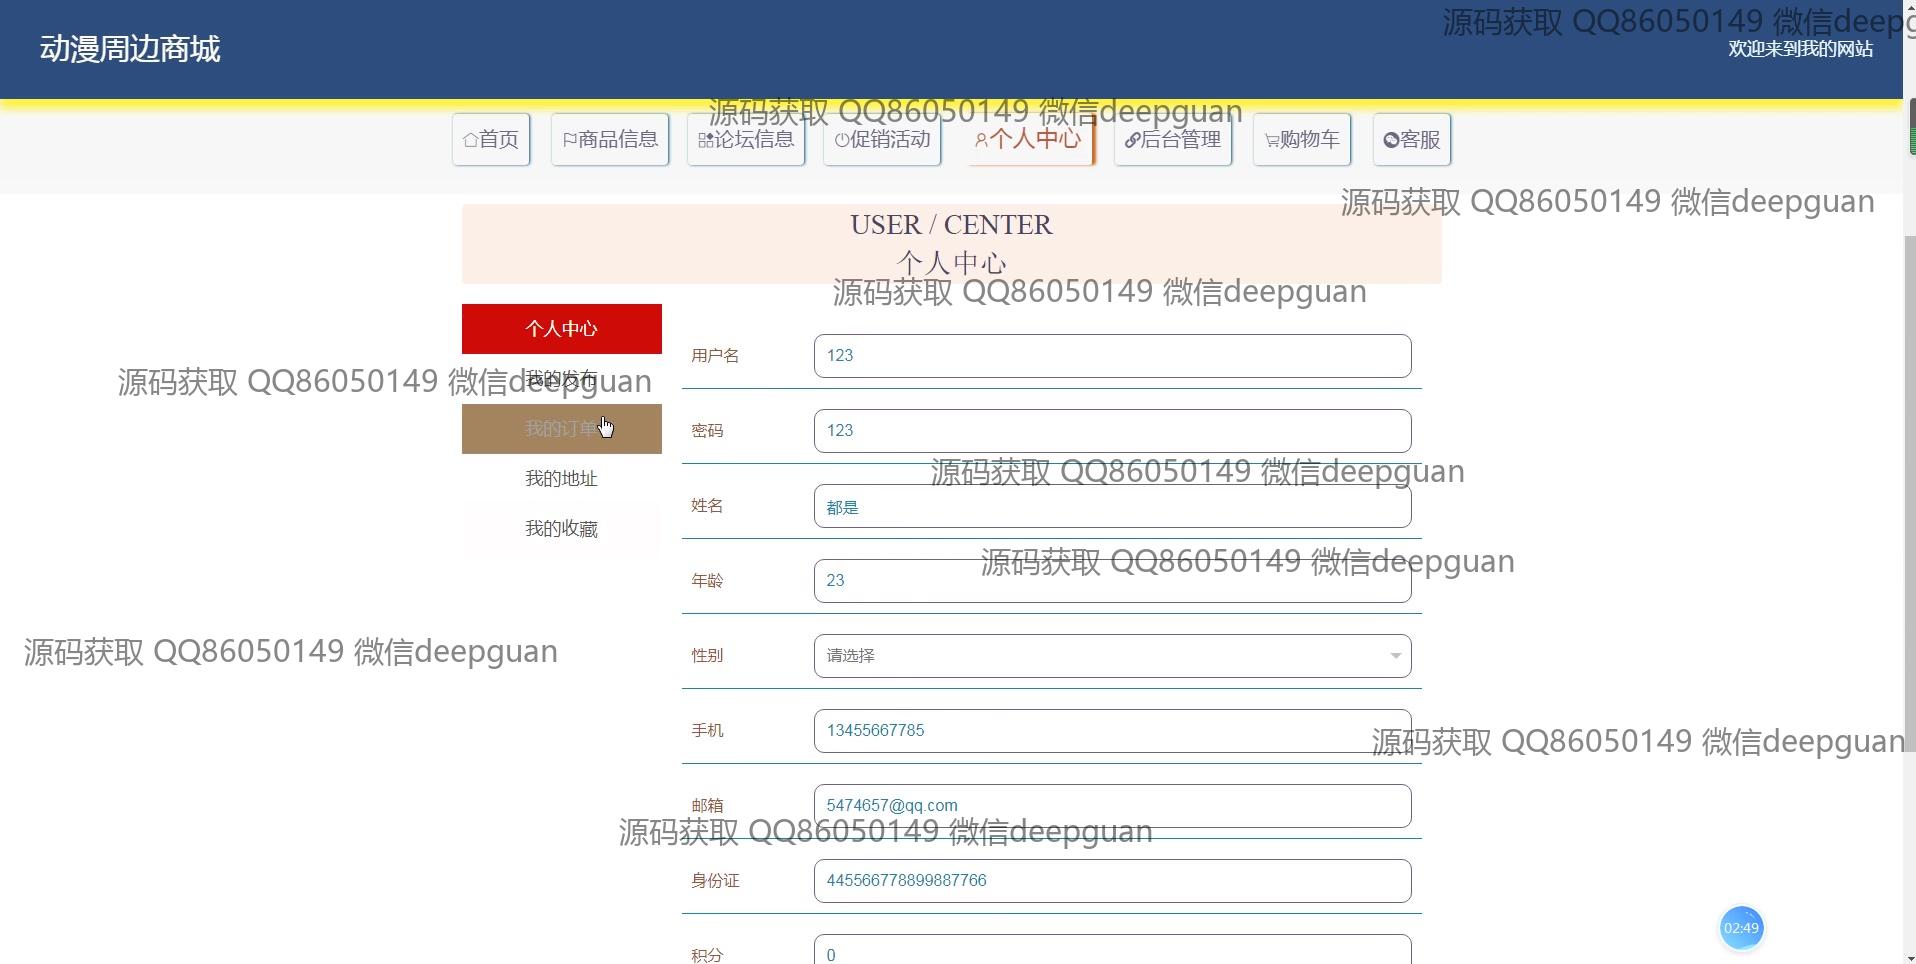 源码获取 QQ86050149 微信deepg
动漫周边商城
欢迎来到我的网站
源码获取 QQ86050149 微信deepguan
首页 商品信息 论坛信息 促销活动 个人中心 后台管理 购物车 客服
源码获取 QQ86050149 微信deepguan
USER / CENTER
个人中心
源码获取 QQ86050149 微信deepguan
个人中心
用户名 123
我的发布
源码获取 QQ86050149 微信deepguan
我的订单
密码 123
源码获取 QQ86050149 微信deepguan
我的地址
姓名 都是
我的收藏
源码获取 QQ86050149 微信deepguan
年龄 23
源码获取 QQ86050149 微信deepguan
性别 请选择
手机 13455667785
源码获取 QQ86050149 微信deepguan
邮箱 5474657@qq.com
源码获取 QQ86050149 微信deepguan
身份证 445566778899887766
02:49
积分 0